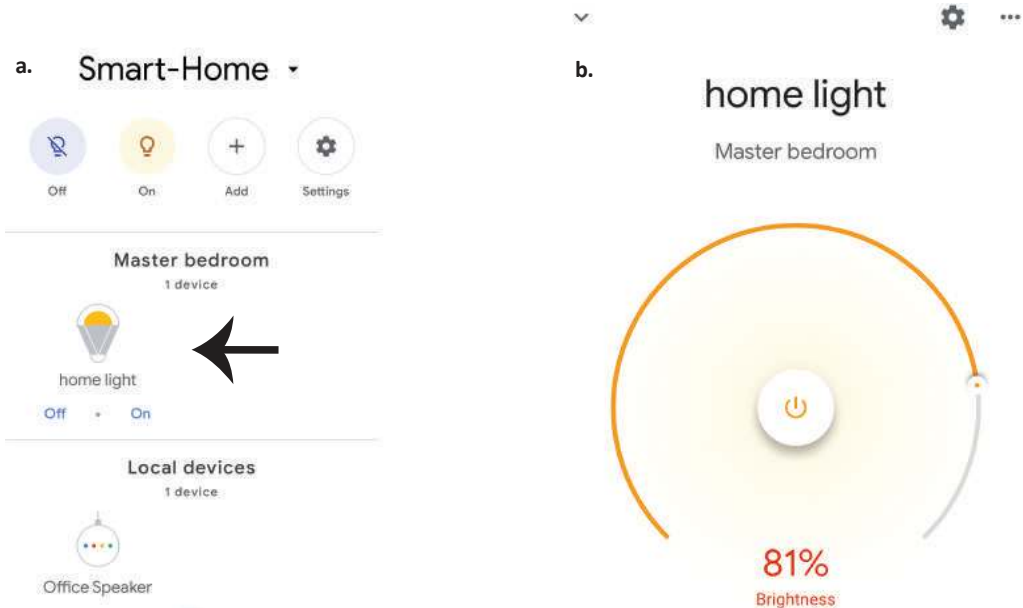 a.
Smart-Home
Off
On
Add
Settings
Master bedroom
1 device
home light
Off • On
Local devices
1 device
Office Speaker
b.
home light
Master bedroom
81%
Brightness